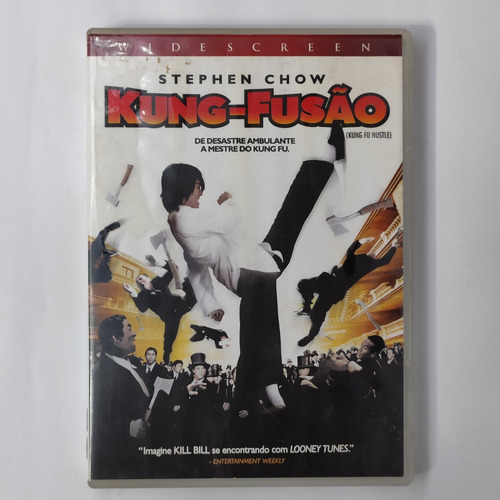 WIDESCREEN
STEPHEN CHOW
KUNG-FUSÃO
(KUNG FU HUSTLE)
DE DESASTRE AMBULANTE
A MESTRE DO KUNG FU.
"Imagine KILL BILL se encontrando com LOONEY TUNES."
- ENTERTAINMENT WEEKLY